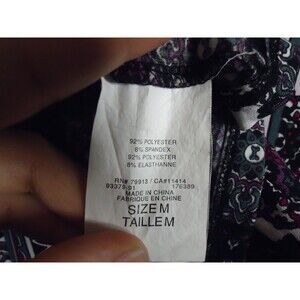 92% POLYESTER
8% SPANDEX
92% POLYESTER
8% ELASTHANNE
RN# 79913 / CA#11414
93379-91 176389
MADE IN CHINA
FABRIQUE EN CHINE
SIZE M
TAILLE M